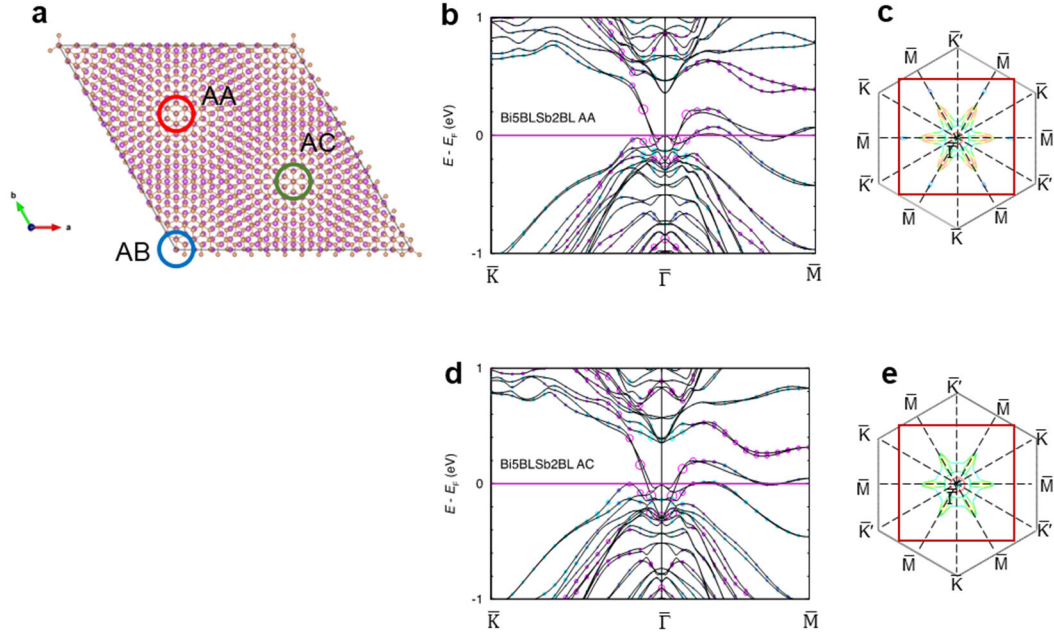 a
AA
AC
AB
b
a
b
1
0
-1
E - E_F (eV)
Bi5BLSb2BL AA
K̅
Γ̅
M̅
c
K̅′
M̅
M̅
K̅
K̅
M̅
Γ̅
M̅
K̅′
K̅′
M̅
M̅
K̅
d
1
0
-1
E - E_F (eV)
Bi5BLSb2BL AC
K̅
Γ̅
M̅
e
K̅′
M̅
M̅
K̅
K̅
M̅
Γ̅
M̅
K̅′
K̅′
M̅
M̅
K̅